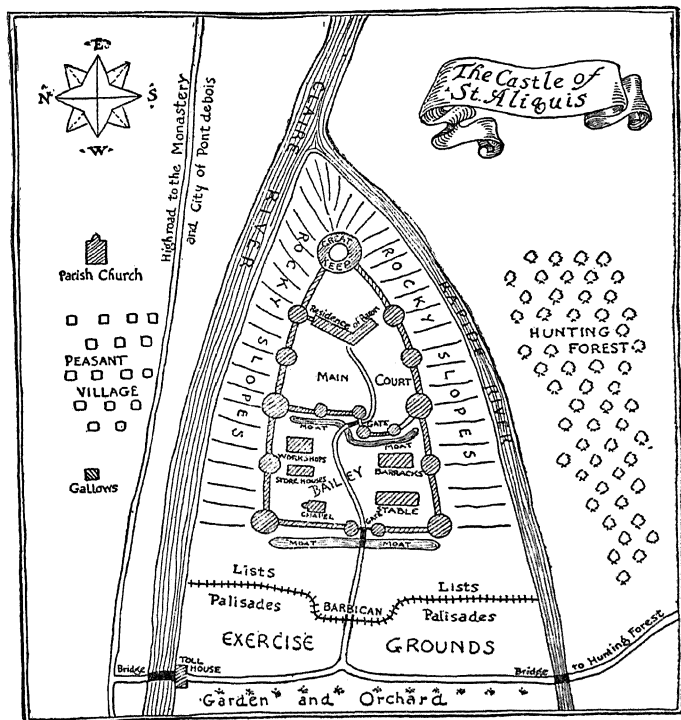 E
N
S
W
The Castle of
St. Aliquis
High road to the Monastery
and City of Pontdebois
CLAIRE RIVER
RAPIDE RIVER
GREAT
KEEP
ROCKY SLOPES
ROCKY SLOPES
Parish Church
PEASANT
VILLAGE
Gallows
HUNTING
FOREST
Residence of Baron
MAIN COURT
MOAT
GATE
MOAT
WORKSHOPS
STORE HOUSES
BAILEY
BARRACKS
CHAPEL
STABLE
GATE
MOAT
MOAT
Lists
Lists
Palisades
BARBICAN
Palisades
EXERCISE GROUNDS
Bridge
TOLL
HOUSE
Bridge
to Hunting Forest
Garden and Orchard